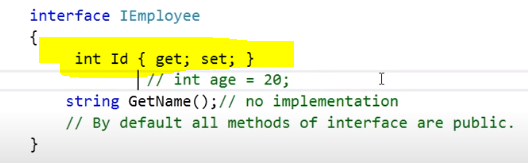 interface IEmployee
{
int Id { get; set; }
// int age = 20;
string GetName();// no implementation
// By default all methods of interface are public.
}